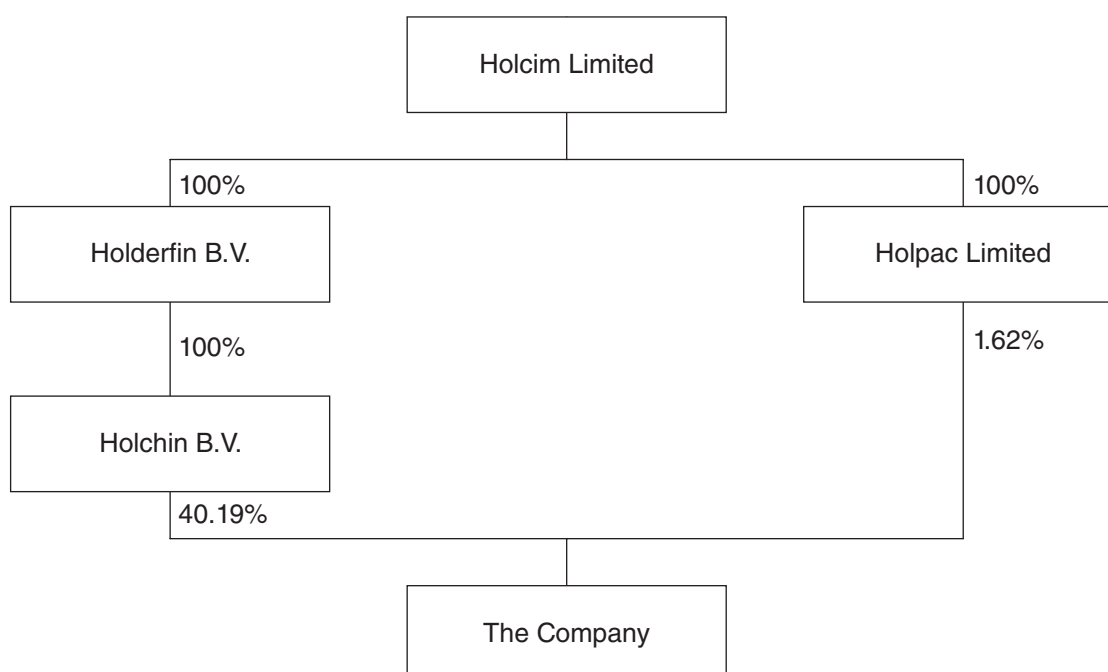 Holcim Limited
100%
100%
Holderfin B.V.
Holpac Limited
100%
1.62%
Holchin B.V.
40.19%
The Company